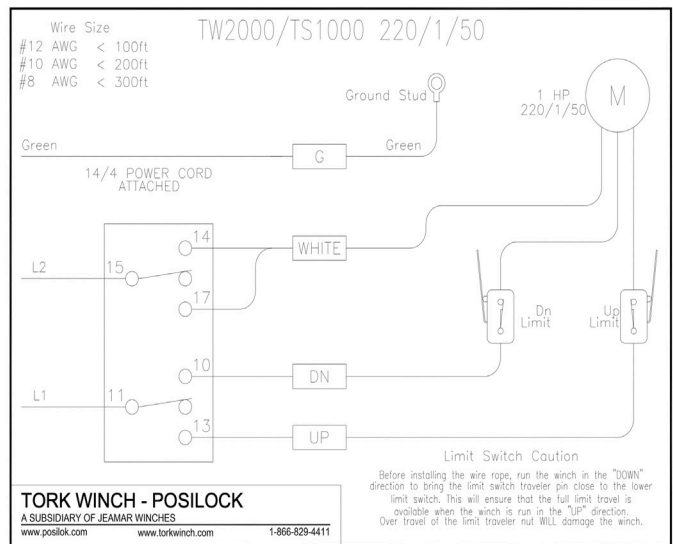 Wire Size
#12 AWG < 100ft
#10 AWG < 200ft
#8 AWG < 300ft
TW2000/TS1000 220/1/50
Ground Stud
1 HP
220/1/50
M
Green
G
Green
14/4 POWER CORD
ATTACHED
14
WHITE
L2
15
17
Dn
Limit
Up
Limit
10
DN
L1
11
13
UP
Limit Switch Caution
Before installing the wire rope, run the winch in the "DOWN"
direction to bring the limit switch traveler pin close to the lower
limit switch. This will ensure that the full limit travel is
available when the winch is run in the "UP" direction.
Over travel of the limit traveler nut WILL damage the winch.
TORK WINCH - POSILOCK
A SUBSIDIARY OF JEAMAR WINCHES
www.posilok.com www.torkwinch.com 1-866-829-4411